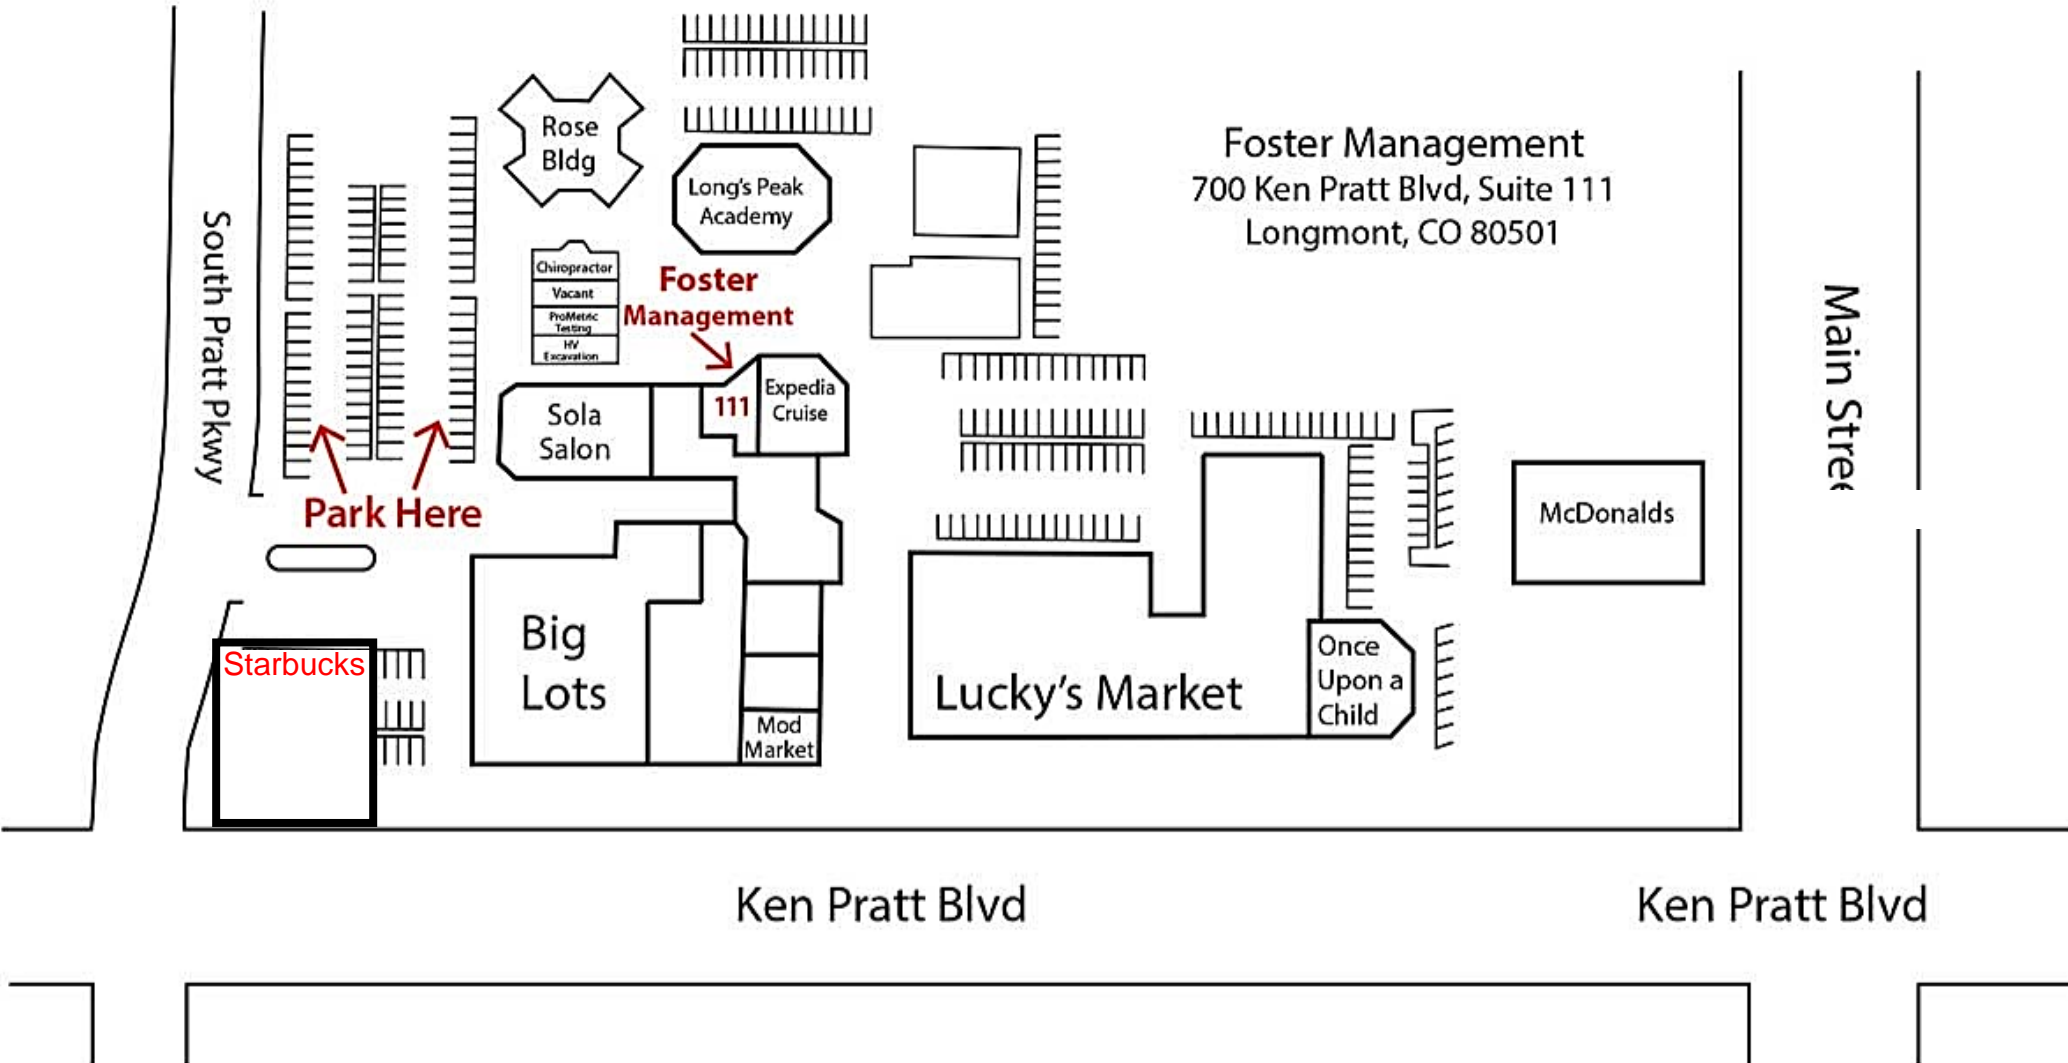 Rose
Bldg
Long's Peak
Academy
Foster Management
700 Ken Pratt Blvd, Suite 111
Longmont, CO 80501
South Pratt Pkwy
Chiropractor
Vacant
ProMetric
Testing
HV
Excavation
Foster
Management
111
Expedia
Cruise
Sola
Salon
Main Stree
Park Here
McDonalds
Starbucks
Big
Lots
Mod
Market
Lucky's Market
Once
Upon a
Child
Ken Pratt Blvd
Ken Pratt Blvd